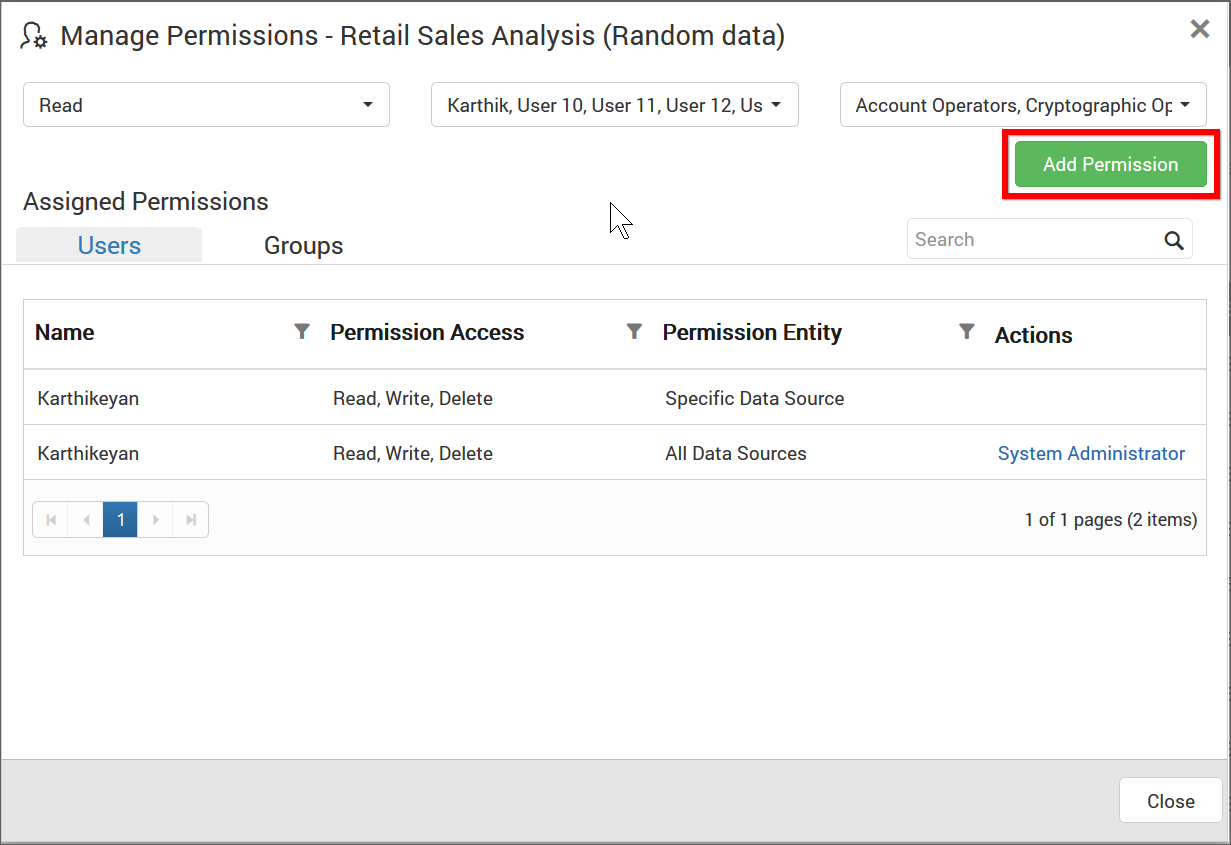 Manage Permissions - Retail Sales Analysis (Random data)
Read
Karthik, User 10, User 11, User 12, Us
Account Operators, Cryptographic Op
Add Permission
Assigned Permissions
Users
Groups
Search
Name
Permission Access
Permission Entity
Actions
Karthikeyan
Read, Write, Delete
Specific Data Source
Karthikeyan
Read, Write, Delete
All Data Sources
System Administrator
1
1 of 1 pages (2 items)
Close